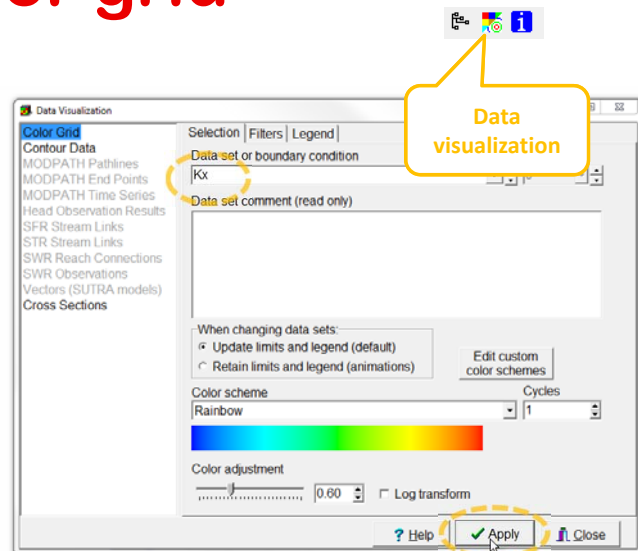 or grid
i
Data
visualization
Data Visualization
Color Grid
Contour Data
MODPATH Pathlines
MODPATH End Points
MODPATH Time Series
Head Observation Results
SFR Stream Links
STR Stream Links
SWR Reach Connections
SWR Observations
Vectors (SUTRA models)
Cross Sections
Selection Filters Legend
Data set or boundary condition
Kx
Data set comment (read only)
When changing data sets:
Update limits and legend (default)
Retain limits and legend (animations)
Edit custom
color schemes
Color scheme Cycles
Rainbow 1
Color adjustment
0.60 Log transform
? Help Apply Close